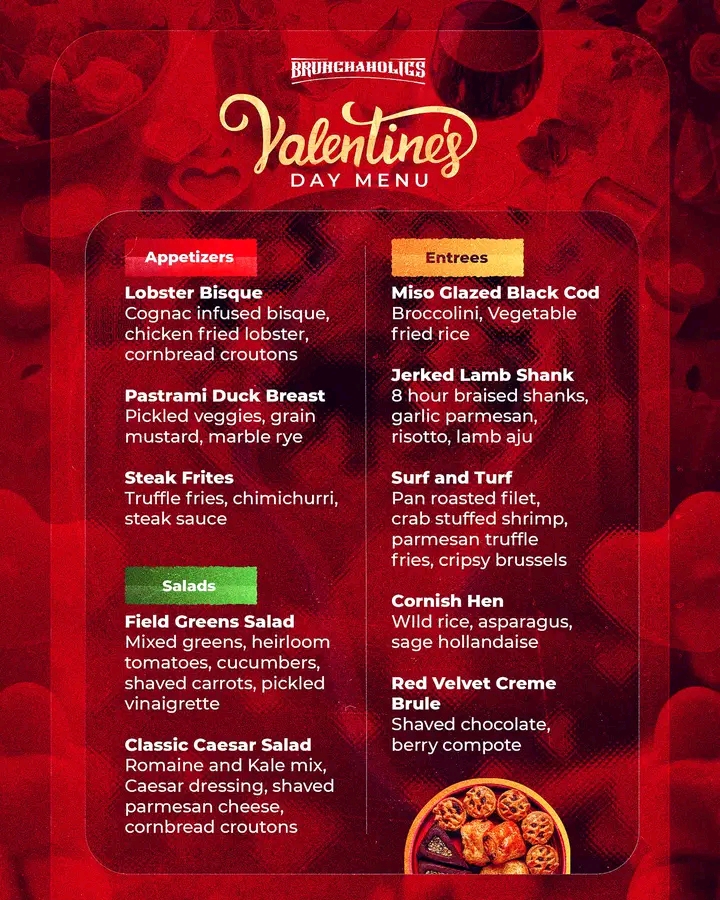 BRUNCHAHOLICS
Valentine's
DAY MENU
Appetizers
Lobster Bisque
Cognac infused bisque,
chicken fried lobster,
cornbread croutons
Pastrami Duck Breast
Pickled veggies, grain
mustard, marble rye
Steak Frites
Truffle fries, chimichurri,
steak sauce
Salads
Field Greens Salad
Mixed greens, heirloom
tomatoes, cucumbers,
shaved carrots, pickled
vinaigrette
Classic Caesar Salad
Romaine and Kale mix,
Caesar dressing, shaved
parmesan cheese,
cornbread croutons
Entrees
Miso Glazed Black Cod
Broccolini, Vegetable
fried rice
Jerked Lamb Shank
8 hour braised shanks,
garlic parmesan,
risotto, lamb aju
Surf and Turf
Pan roasted filet,
crab stuffed shrimp,
parmesan truffle
fries, cripsy brussels
Cornish Hen
WIld rice, asparagus,
sage hollandaise
Red Velvet Creme
Brule
Shaved chocolate,
berry compote